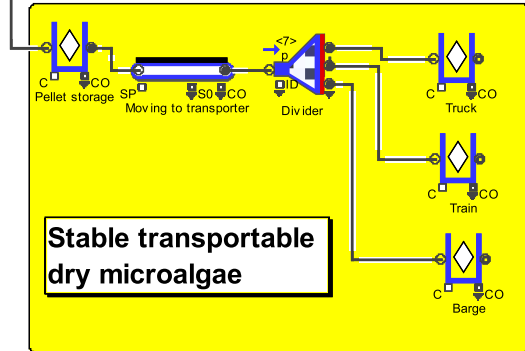 <7>
p
C
CO
Pellet storage
SP
S0
CO
Moving to transporter
ID
Divider
C
CO
Truck
C
CO
Train
C
CO
Barge
Stable transportable
dry microalgae